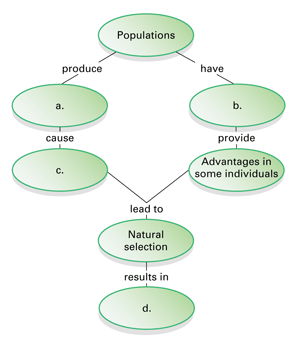 Populations
produce
have
a.
b.
cause
provide
c.
Advantages in
some individuals
lead to
Natural
selection
results in
d.